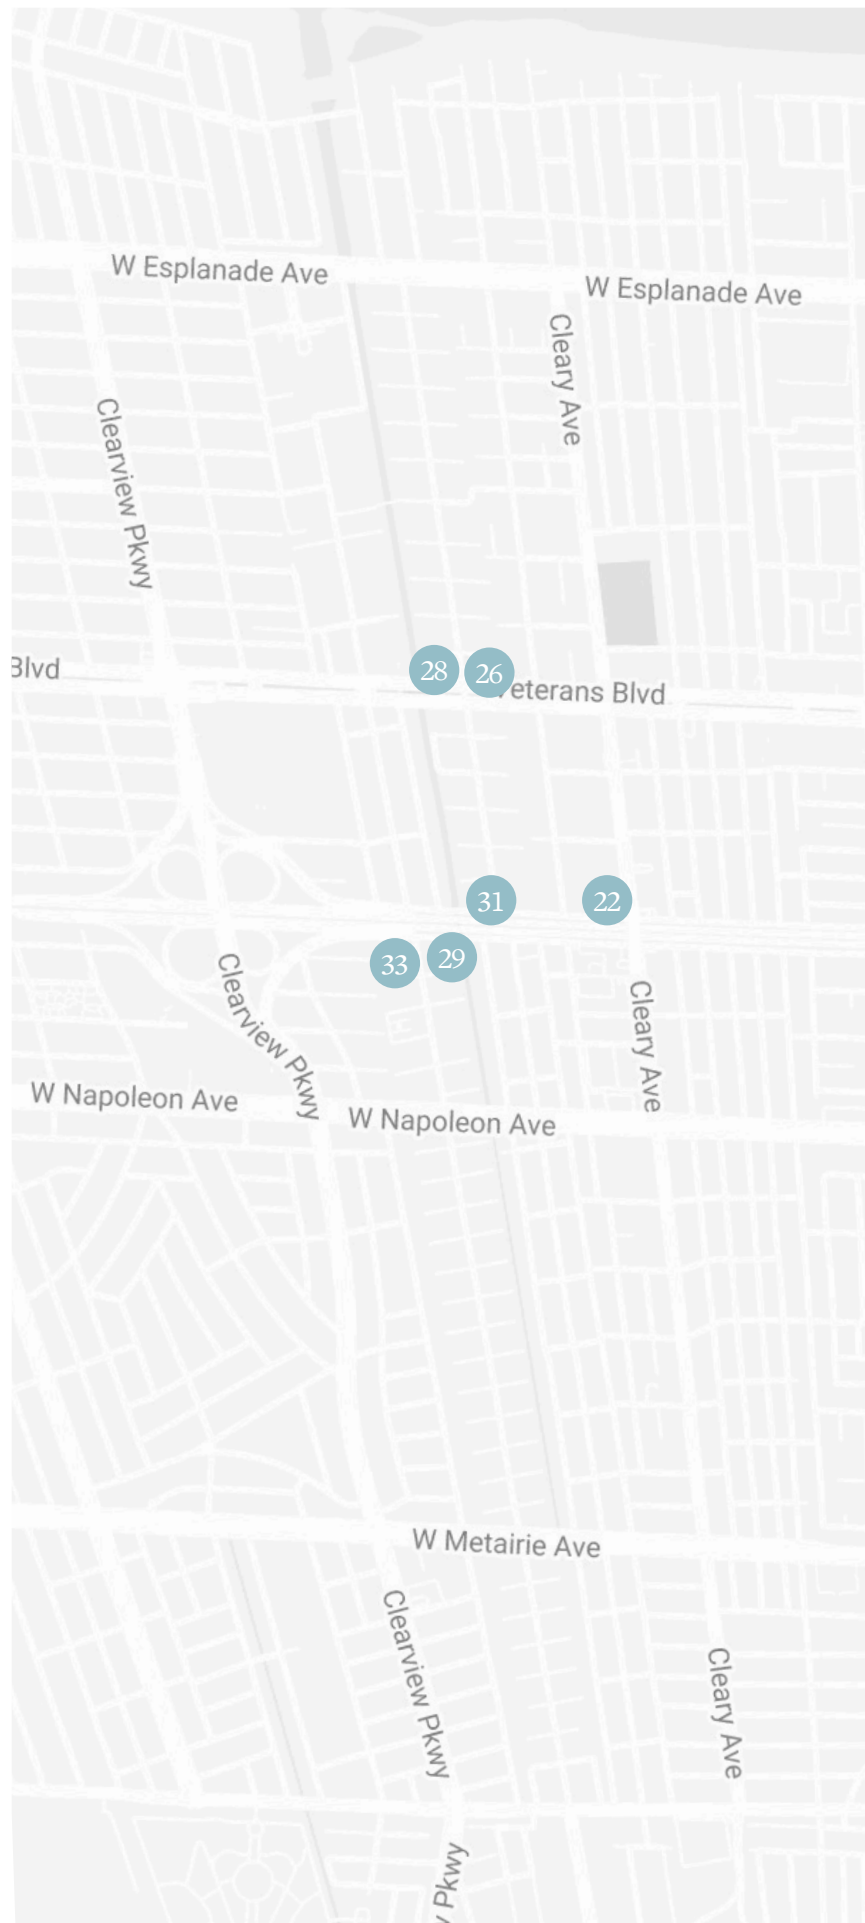 W Esplanade Ave
W Esplanade Ave
Cleary Ave
Clearview Pkwy
Blvd
28
26
eterans Blvd
31
22
33
29
Clearview Pkwy
Cleary Ave
W Napoleon Ave
W Napoleon Ave
W Metairie Ave
Clearview Pkwy
Cleary Ave
Pkwy